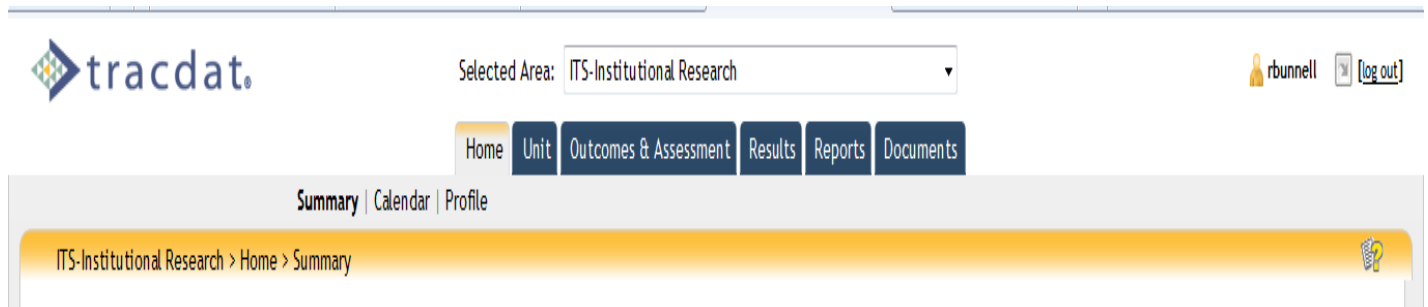 tracdat® Selected Area: ITS-Institutional Research rbunnell [log out]
Home Unit Outcomes & Assessment Results Reports Documents
Summary | Calendar | Profile
ITS-Institutional Research > Home > Summary